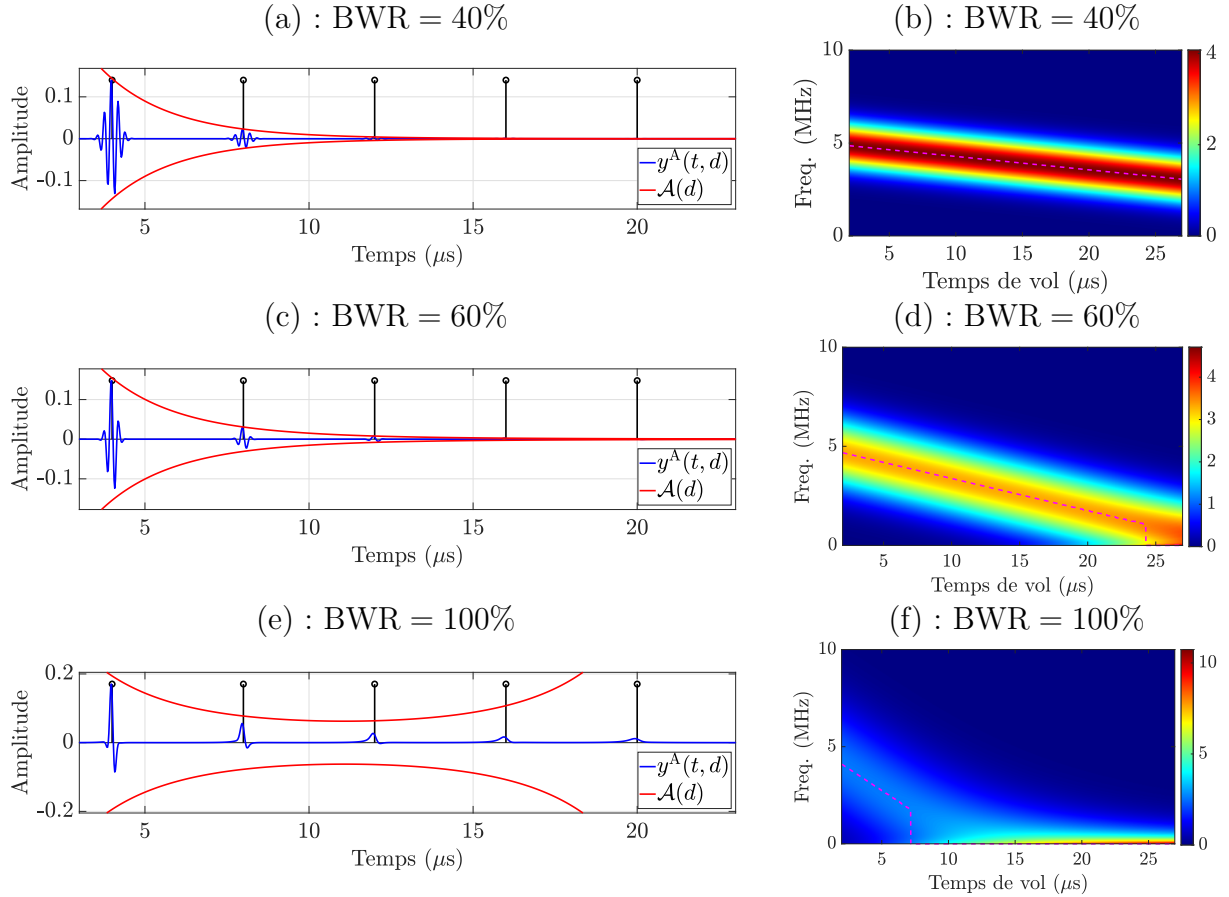 (a) : BWR = 40%
0.1
0
-0.1
Amplitude
5
10
15
20
Temps (μs)
y^A(t, d)
𝒜(d)
(b) : BWR = 40%
10
5
0
Freq. (MHz)
5
10
15
20
25
Temps de vol (μs)
4
2
0
(c) : BWR = 60%
0.1
0
-0.1
Amplitude
5
10
15
20
Temps (μs)
y^A(t, d)
𝒜(d)
(d) : BWR = 60%
10
5
0
Freq. (MHz)
5
10
15
20
25
Temps de vol (μs)
4
3
2
1
0
(e) : BWR = 100%
0.2
0
-0.2
Amplitude
5
10
15
20
Temps (μs)
y^A(t, d)
𝒜(d)
(f) : BWR = 100%
10
5
0
Freq. (MHz)
5
10
15
20
25
Temps de vol (μs)
10
5
0